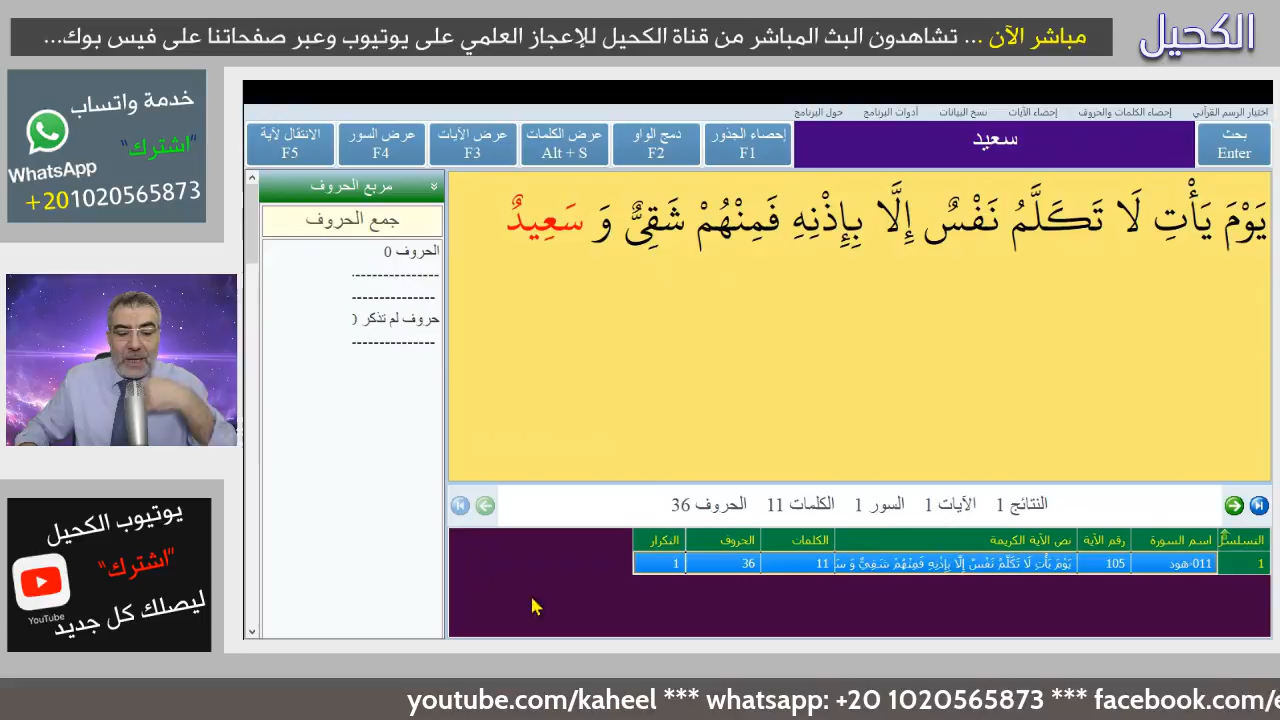 مباشر الآن ... تشاهدون البث المباشر من قناة الكحيل للإعجاز العلمي على يوتيوب وعبر صفحاتنا على فيس بوك...
الكحيل
خدمة واتساب
"اشترك"
WhatsApp
+201020565873
اختيار الرسم القرآني
إحصاء الكلمات والحروف
إحصاء الآيات
نسخ البيانات
أدوات البرنامج
حول البرنامج
بحث
Enter
سعيد
إحصاء الجذور
F1
دمج الواو
F2
عرض الكلمات
Alt + S
عرض الآيات
F3
عرض السور
F4
الانتقال لآية
F5
مربع الحروف
جمع الحروف
الحروف 0
----------------
---------------
حروف لم تذكر 0
---------------
يَوْمَ يَأْتِ لَا تَكَلَّمُ نَفْسٌ إِلَّا بِإِذْنِهِ فَمِنْهُمْ شَقِىٌّ وَ سَعِيدٌ
النتائج 1 الآيات 1 السور 1 الكلمات 11 الحروف 36
التسلسل اسم السورة رقم الآية نص الآية الكريمة الكلمات الحروف التكرار
1 011-هود 105 يَوْمَ يَأْتِ لَا تَكَلَّمُ نَفْسٌ إِلَّا بِإِذْنِهِ فَمِنْهُمْ شَقِىٌّ وَ سَ 11 36 1
يوتيوب الكحيل
"اشترك"
YouTube
ليصلك كل جديد
youtube.com/kaheel *** whatsapp: +20 1020565873 *** facebook.com/